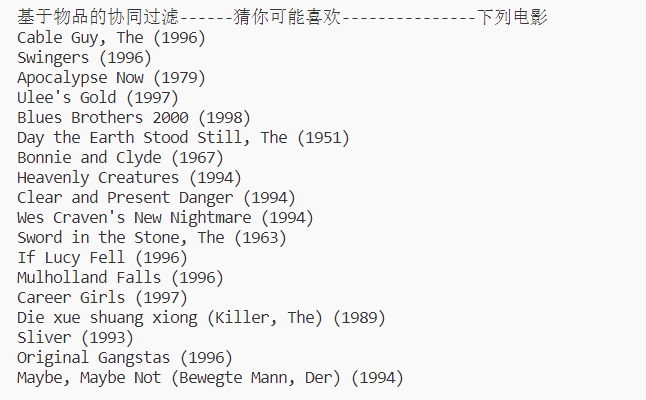 基于物品的协同过滤------猜你可能喜欢---------------下列电影
Cable Guy, The (1996)
Swingers (1996)
Apocalypse Now (1979)
Ulee's Gold (1997)
Blues Brothers 2000 (1998)
Day the Earth Stood Still, The (1951)
Bonnie and Clyde (1967)
Heavenly Creatures (1994)
Clear and Present Danger (1994)
Wes Craven's New Nightmare (1994)
Sword in the Stone, The (1963)
If Lucy Fell (1996)
Mulholland Falls (1996)
Career Girls (1997)
Die xue shuang xiong (Killer, The) (1989)
Sliver (1993)
Original Gangstas (1996)
Maybe, Maybe Not (Bewegte Mann, Der) (1994)